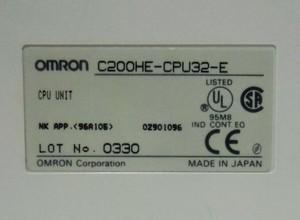 OMRON C200HE-CPU32-E
CPU UNIT
LISTED
UL
95M8
IND CONT. EQ
NK APP.(96A106) 02901096
CE
LOT No. 0330
OMRON Corporation MADE IN JAPAN